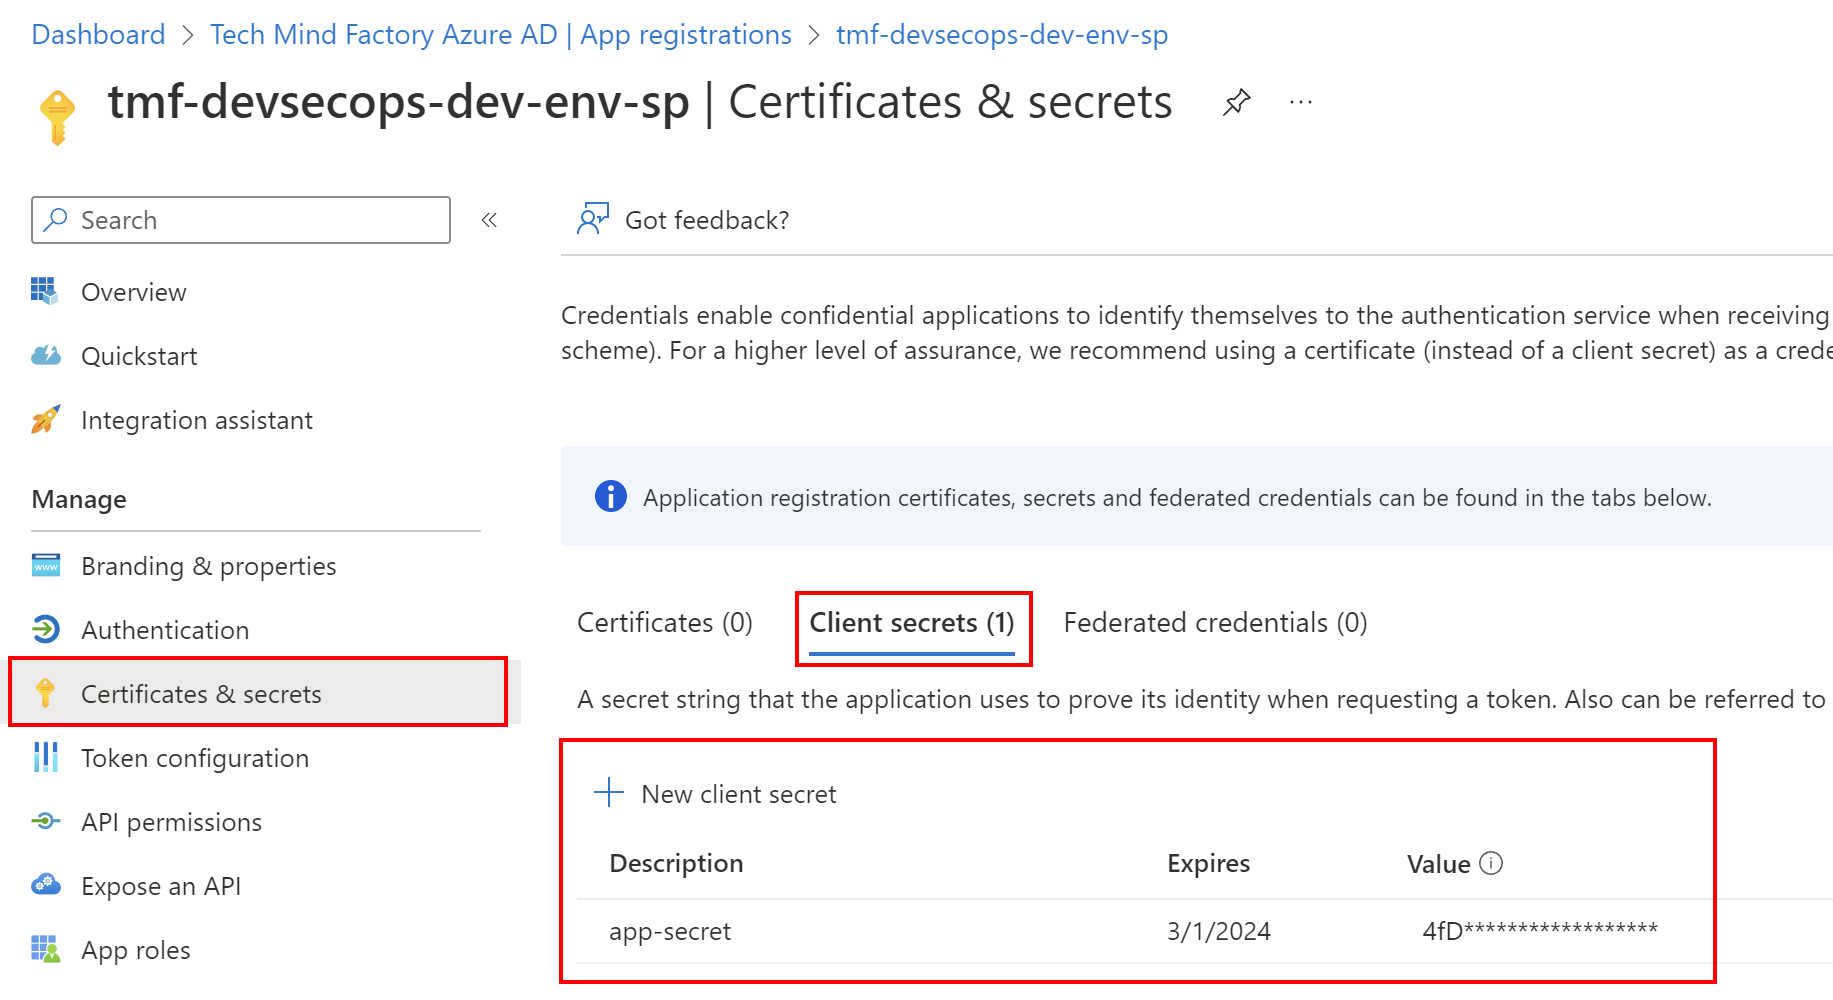 Dashboard > Tech Mind Factory Azure AD | App registrations > tmf-devsecops-dev-env-sp
tmf-devsecops-dev-env-sp | Certificates & secrets ···
Search «
Overview
Quickstart
Integration assistant
Manage
Branding & properties
Authentication
Certificates & secrets
Token configuration
API permissions
Expose an API
App roles
Got feedback?
Credentials enable confidential applications to identify themselves to the authentication service when receiving
scheme). For a higher level of assurance, we recommend using a certificate (instead of a client secret) as a crede
Application registration certificates, secrets and federated credentials can be found in the tabs below.
Certificates (0) Client secrets (1) Federated credentials (0)
A secret string that the application uses to prove its identity when requesting a token. Also can be referred to
New client secret
Description Expires Value
app-secret 3/1/2024 4fD******************